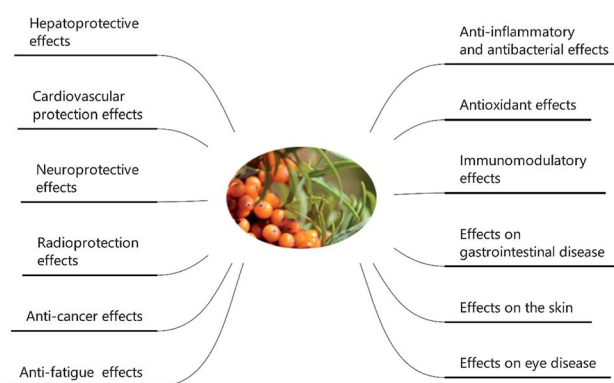 Hepatoprotective
effects
Cardiovascular
protection effects
Neuroprotective
effects
Radioprotection
effects
Anti-cancer effects
Anti-fatigue effects
Anti-inflammatory
and antibacterial effects
Antioxidant effects
Immunomodulatory
effects
Effects on
gastrointestinal disease
Effects on the skin
Effects on eye disease